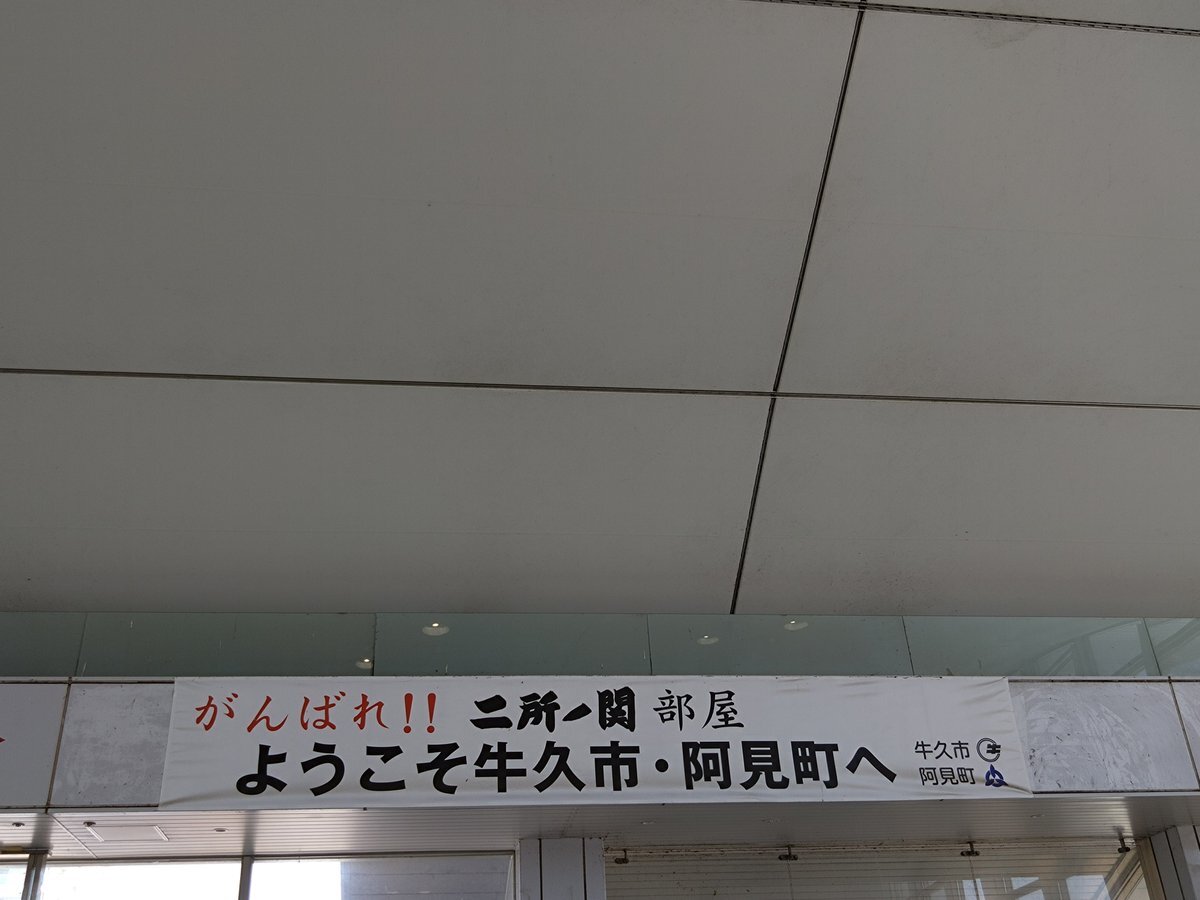 がんばれ!! 二所ノ関 部屋
ようこそ牛久市・阿見町へ
牛久市
阿見町